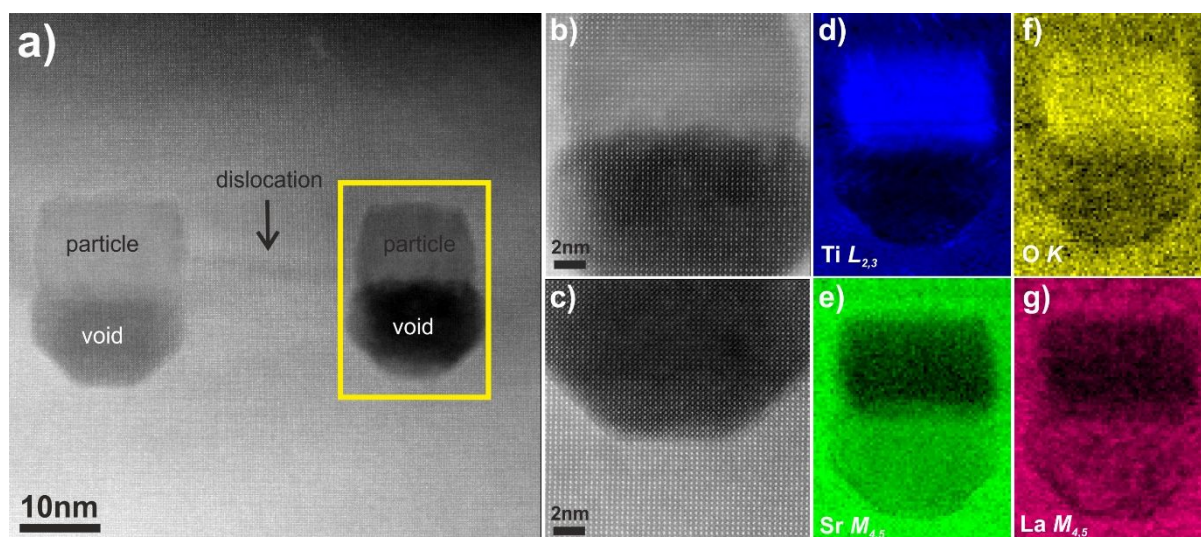 a)
dislocation
particle
particle
void
void
10nm
b)
2nm
c)
2nm
d)
Ti L2,3
e)
Sr M4,5
f)
O K
g)
La M4,5